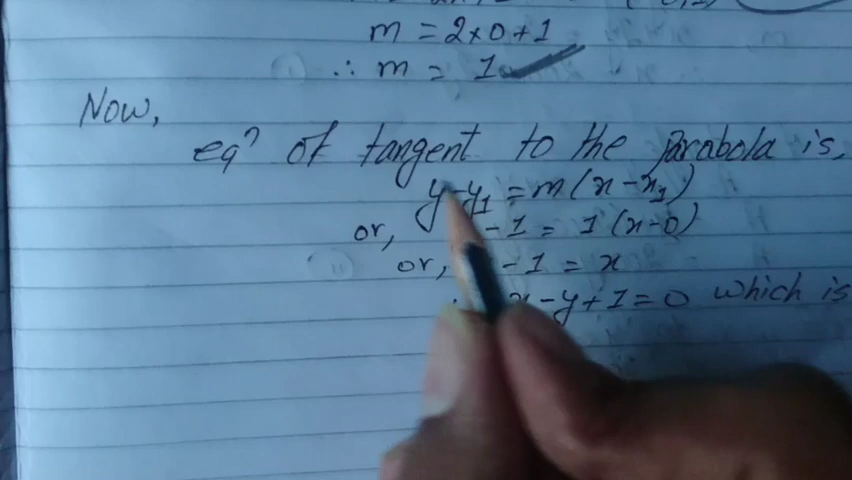 m = 2×0+1
∴ m = 1
Now,
eqⁿ of tangent to the parabola is,
y-y₁ = m(x-x₁)
or, - 1 = 1(x-0)
or, - 1 = x
x-y+1=0 which is